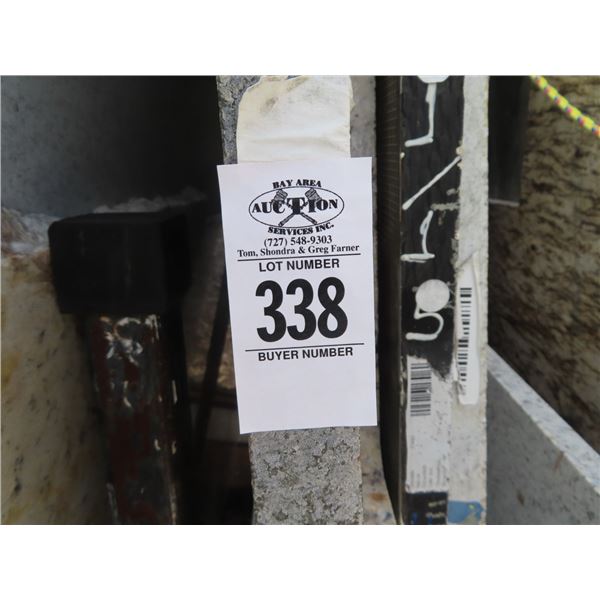 BAY AREA
AUCTION
SERVICES INC.
(727) 548-9303
Tom, Shondra & Greg Farner
LOT NUMBER
338
BUYER NUMBER